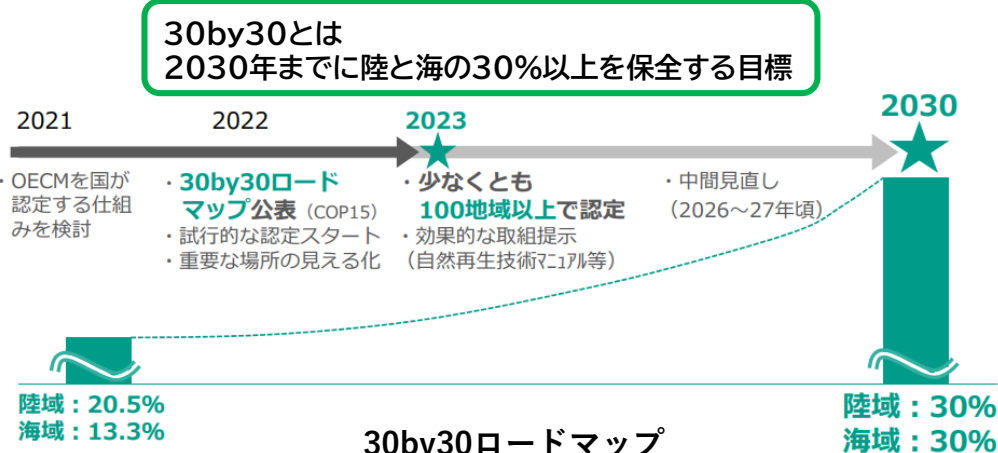 30by30とは
2030年までに陸と海の30%以上を保全する目標
2021
2022
2023
2030
・OECMを国が
認定する仕組
みを検討
・30by30ロード
マップ公表（COP15）
・試行的な認定スタート
・重要な場所の見える化
・少なくとも
100地域以上で認定
・効果的な取組提示
（自然再生技術ﾏﾆｭｱﾙ等）
・中間見直し
（2026～27年頃）
陸域：20.5%
海域：13.3%
陸域：30%
海域：30%
30by30ロードマップ